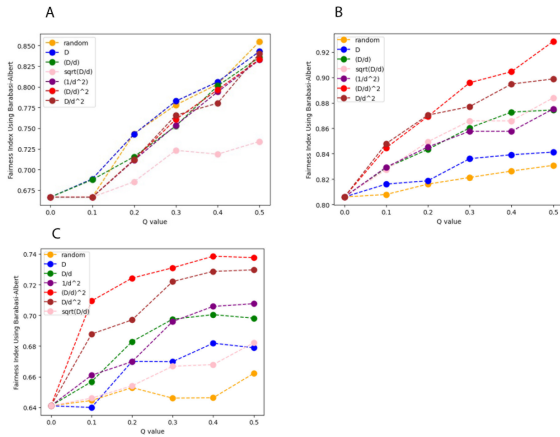 A
Fairness Index Using Barabasi-Albert
0.850
0.825
0.800
0.775
0.750
0.725
0.700
0.675
random
D
(D/d)
sqrt(D/d)
(1/d^2)
(D/d)^2
D/d^2
0.0 0.1 0.2 0.3 0.4 0.5
Q value
B
Fairness Index Using Barabasi-Albert
0.92
0.90
0.88
0.86
0.84
0.82
0.80
random
D
(D/d)
sqrt(D/d)
(1/d^2)
(D/d)^2
D/d^2
0.0 0.1 0.2 0.3 0.4 0.5
Q value
C
Fairness Index Using Barabasi-Albert
0.74
0.72
0.70
0.68
0.66
0.64
random
D
D/d
1/d^2
(D/d)^2
D/d^2
sqrt(D/d)
0.0 0.1 0.2 0.3 0.4 0.5
Q value